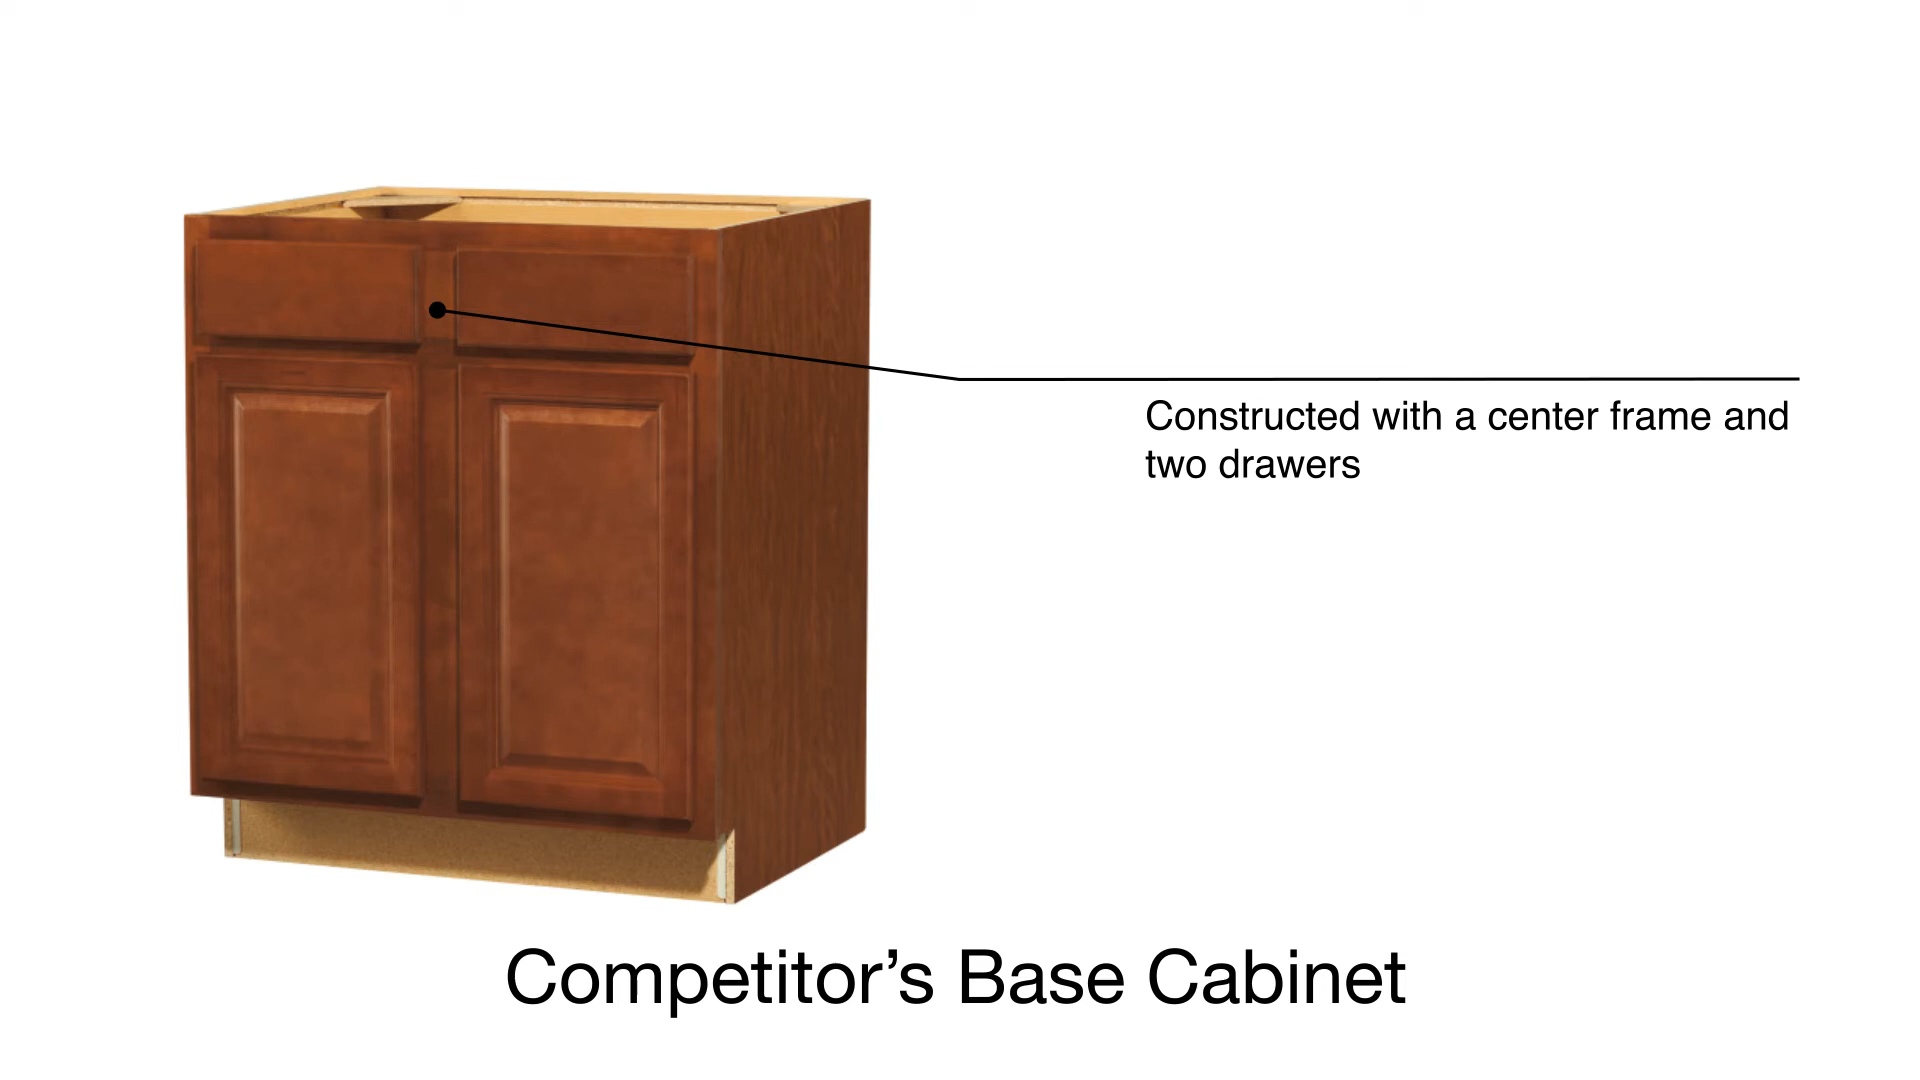 Constructed with a center frame and
two drawers
Competitor’s Base Cabinet